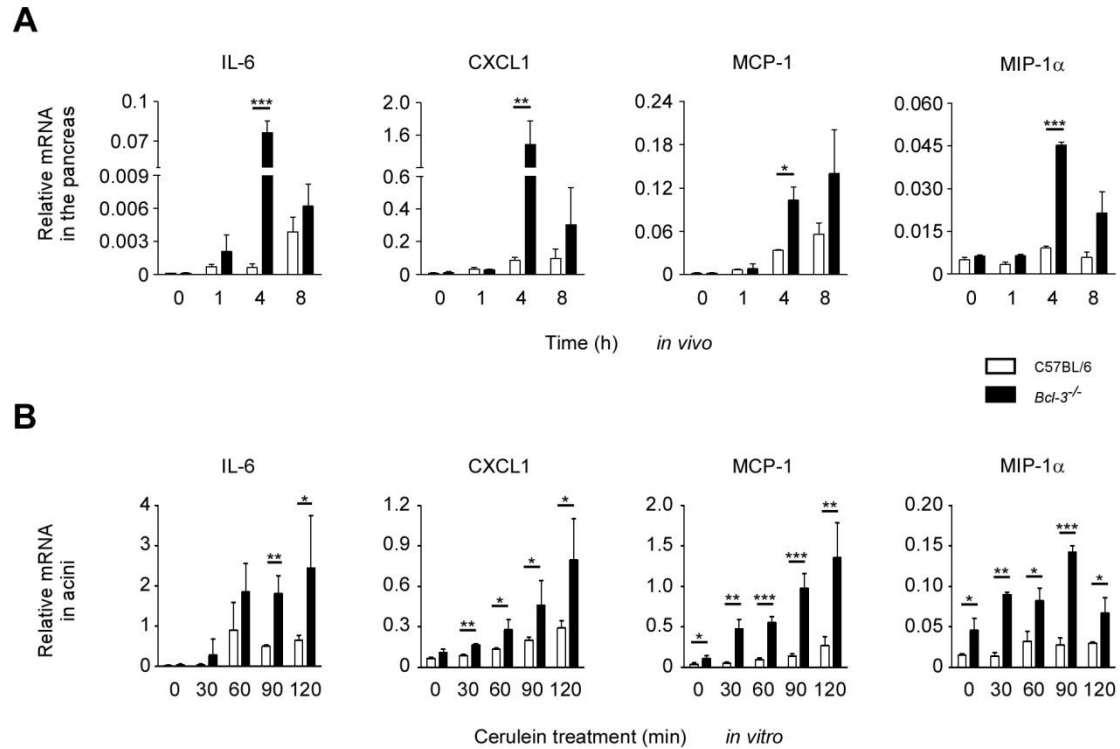 A
IL-6 CXCL1 MCP-1 MIP-1α
Relative mRNA
in the pancreas
0.1
0.07
0.009
0.006
0.003
0
***
0 1 4 8
2.0
1.6
1.2
0.8
0.6
0.4
0.2
0
**
0 1 4 8
0.24
0.18
0.12
0.06
0
*
0 1 4 8
0.060
0.045
0.030
0.015
0
***
0 1 4 8
Time (h) in vivo
C57BL/6
Bcl-3-/-
B
IL-6 CXCL1 MCP-1 MIP-1α
Relative mRNA
in acini
4
3
2
1
0
** *
0 30 60 90 120
1.2
0.9
0.6
0.3
0
** * * *
0 30 60 90 120
2.0
1.5
1.0
0.5
0
* ** *** *** **
0 30 60 90 120
0.20
0.15
0.10
0.05
0
* ** * *** *
0 30 60 90 120
Cerulein treatment (min) in vitro